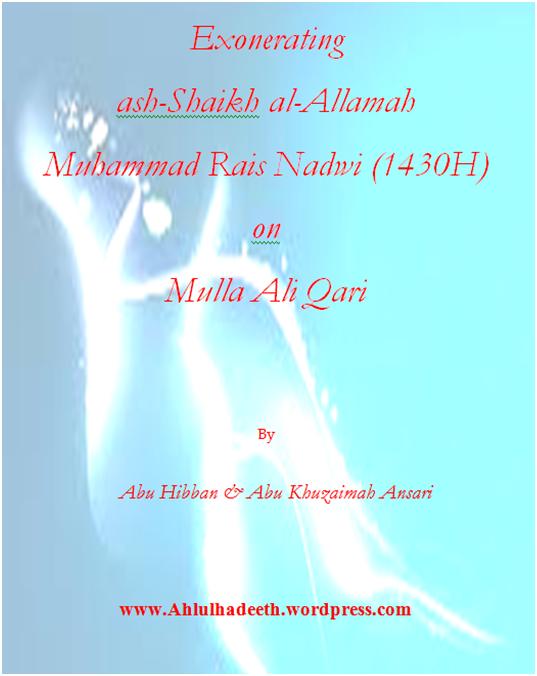 Exonerating
ash-Shaikh al-Allamah
Muhammad Rais Nadwi (1430H)
on
Mulla Ali Qari
By
Abu Hibban & Abu Khuzaimah Ansari
www.Ahlulhadeeth.wordpress.com